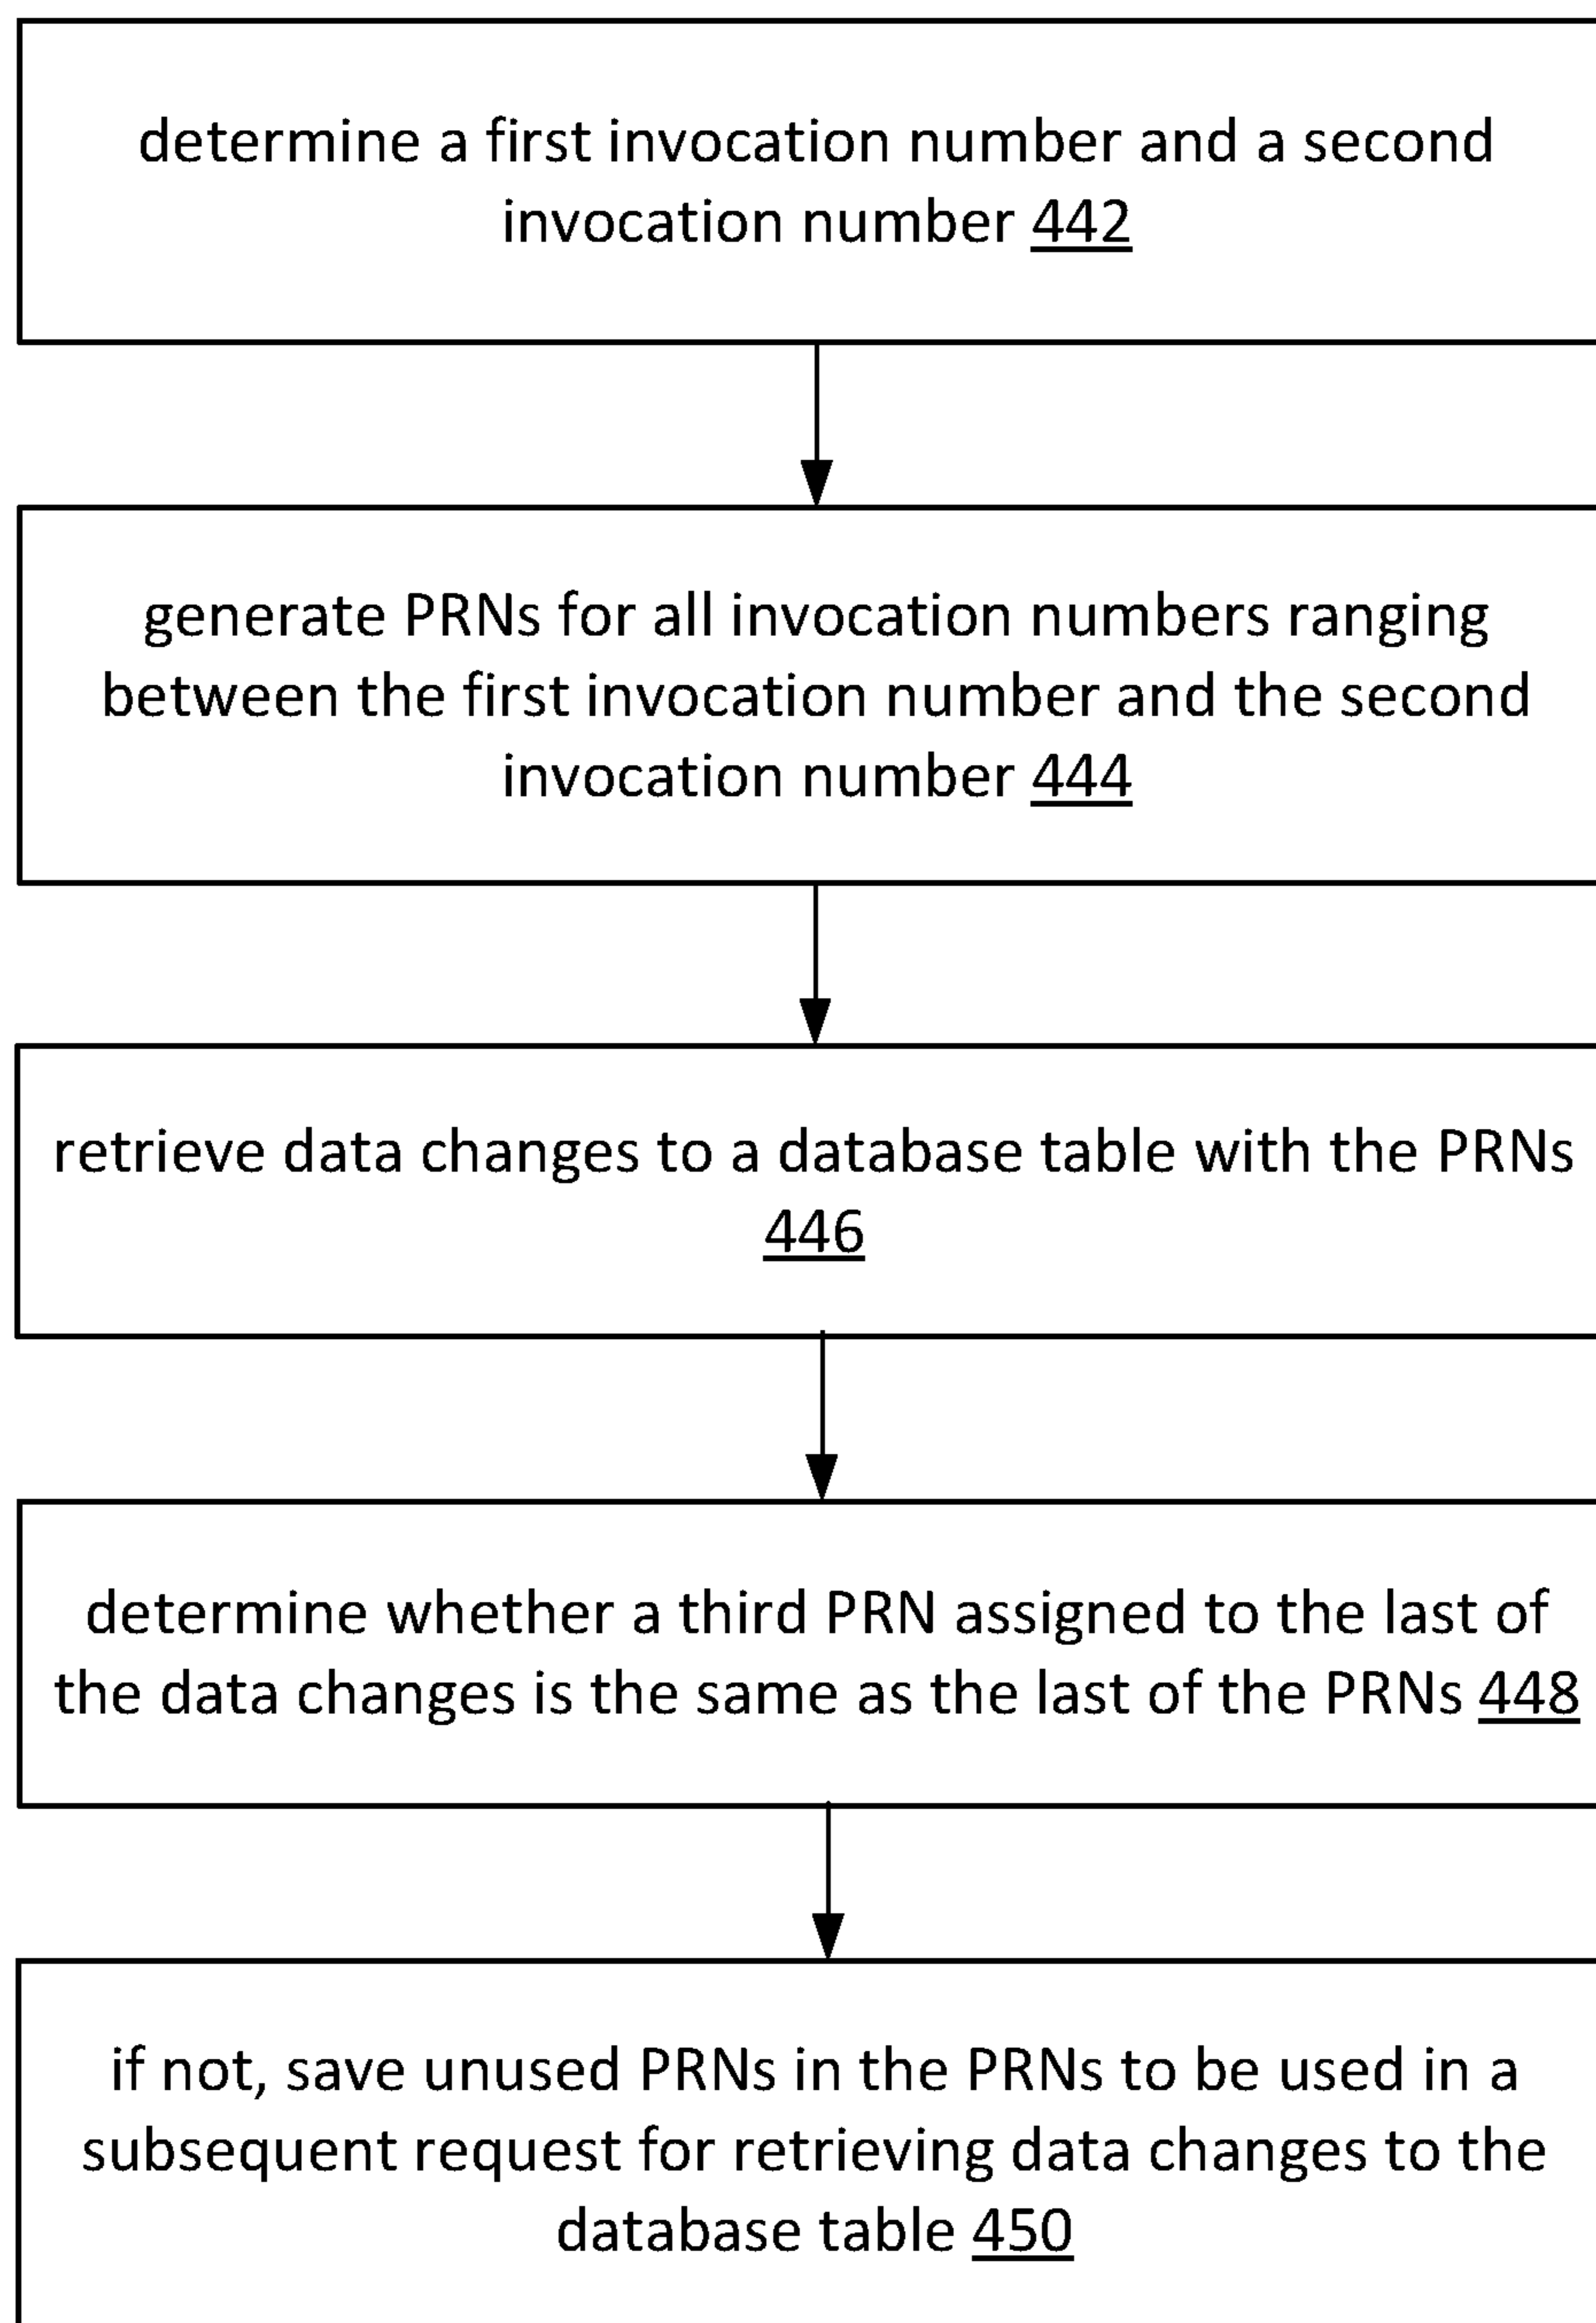 determine a first invocation number and a second
invocation number 442
generate PRNs for all invocation numbers ranging
between the first invocation number and the second
invocation number 444
retrieve data changes to a database table with the PRNs
446
determine whether a third PRN assigned to the last of
the data changes is the same as the last of the PRNs 448
if not, save unused PRNs in the PRNs to be used in a
subsequent request for retrieving data changes to the
database table 450